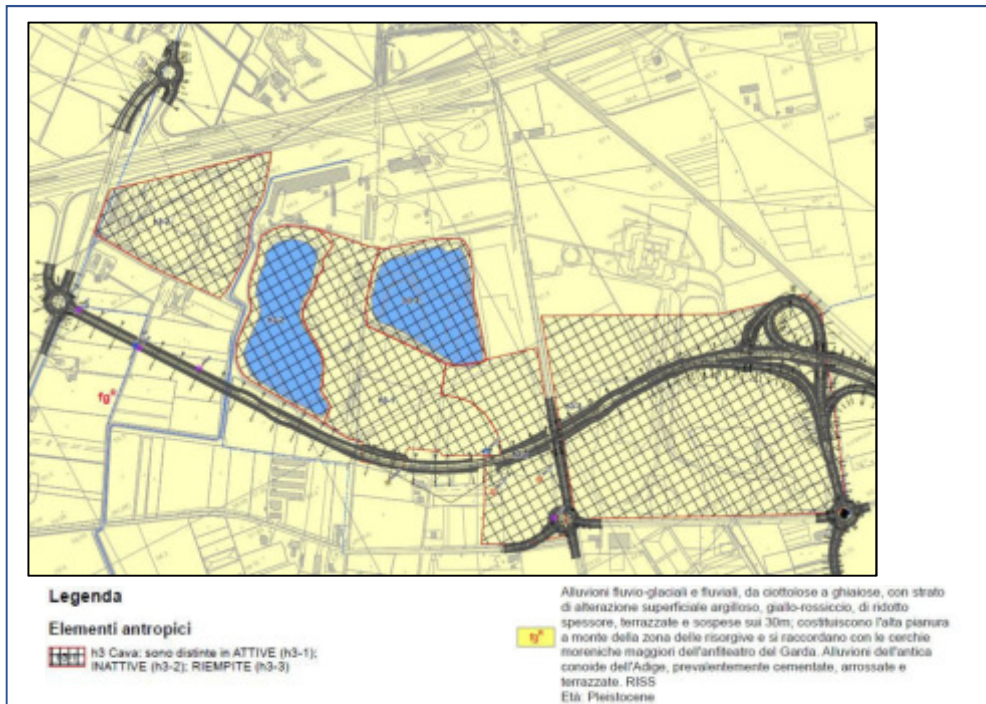 fgR
Legenda
Elementi antropici
h3 Cava: sono distinte in ATTIVE (h3-1);
INATTIVE (h3-2); RIEMPITE (h3-3)
fgR
Alluvioni fluvio-glaciali e fluviali, da ciottolose a ghiaiose, con strato
di alterazione superficiale argilloso, giallo-rossiccio, di ridotto
spessore, terrazzate e sospese sui 30m; costituiscono l'alta pianura
a monte della zona delle risorgive e si raccordano con le cerchie
moreniche maggiori dell'anfiteatro del Garda. Alluvioni dell'antica
conoide dell'Adige, prevalentemente cementate, arrossate e
terrazzate. RISS
Età: Pleistocene